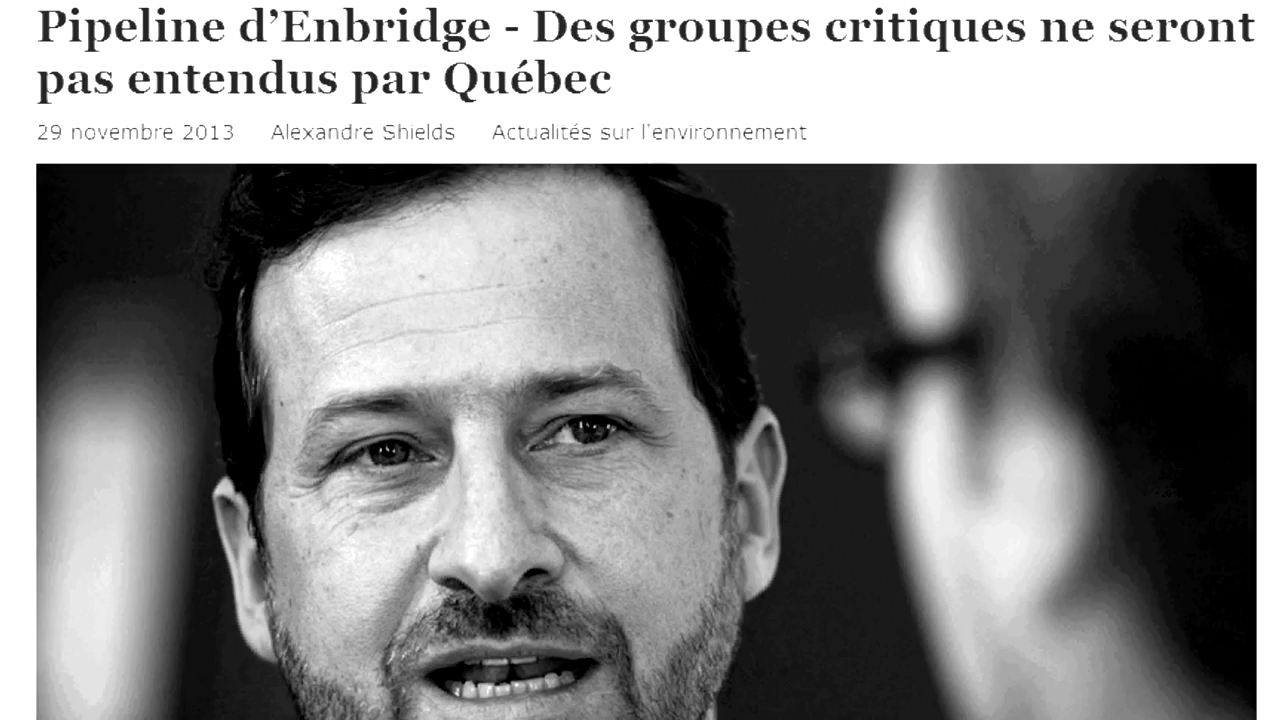 Pipeline d’Enbridge - Des groupes critiques ne seront
pas entendus par Québec
29 novembre 2013 Alexandre Shields Actualités sur l'environnement